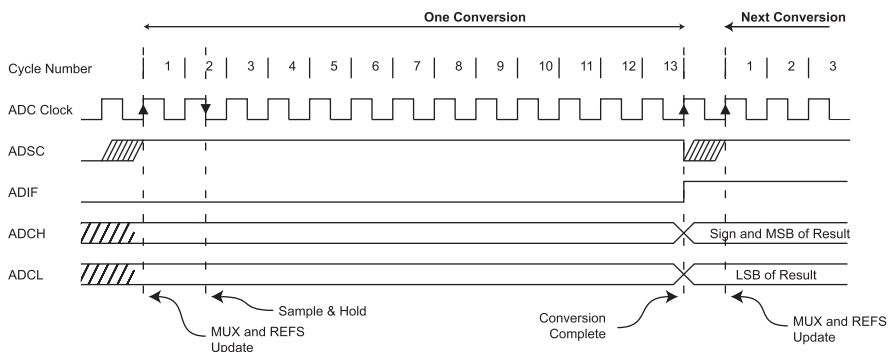 One Conversion
Next Conversion
Cycle Number 1 2 3 4 5 6 7 8 9 10 11 12 13 1 2 3
ADC Clock
ADSC
ADIF
ADCH
Sign and MSB of Result
ADCL
LSB of Result
Sample & Hold
MUX and REFS
Update
Conversion
Complete
MUX and REFS
Update